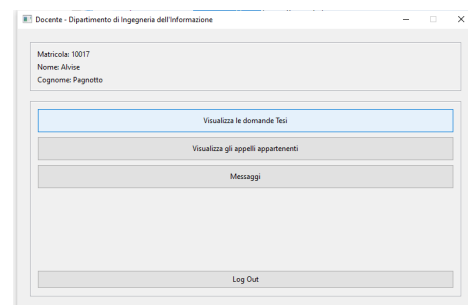 Docente - Dipartimento di Ingegneria dell'Informazione
Matricola: 10017
Nome: Alvise
Cognome: Pagnotto
Visualizza le domande Tesi
Visualizza gli appelli appartenenti
Messaggi
Log Out